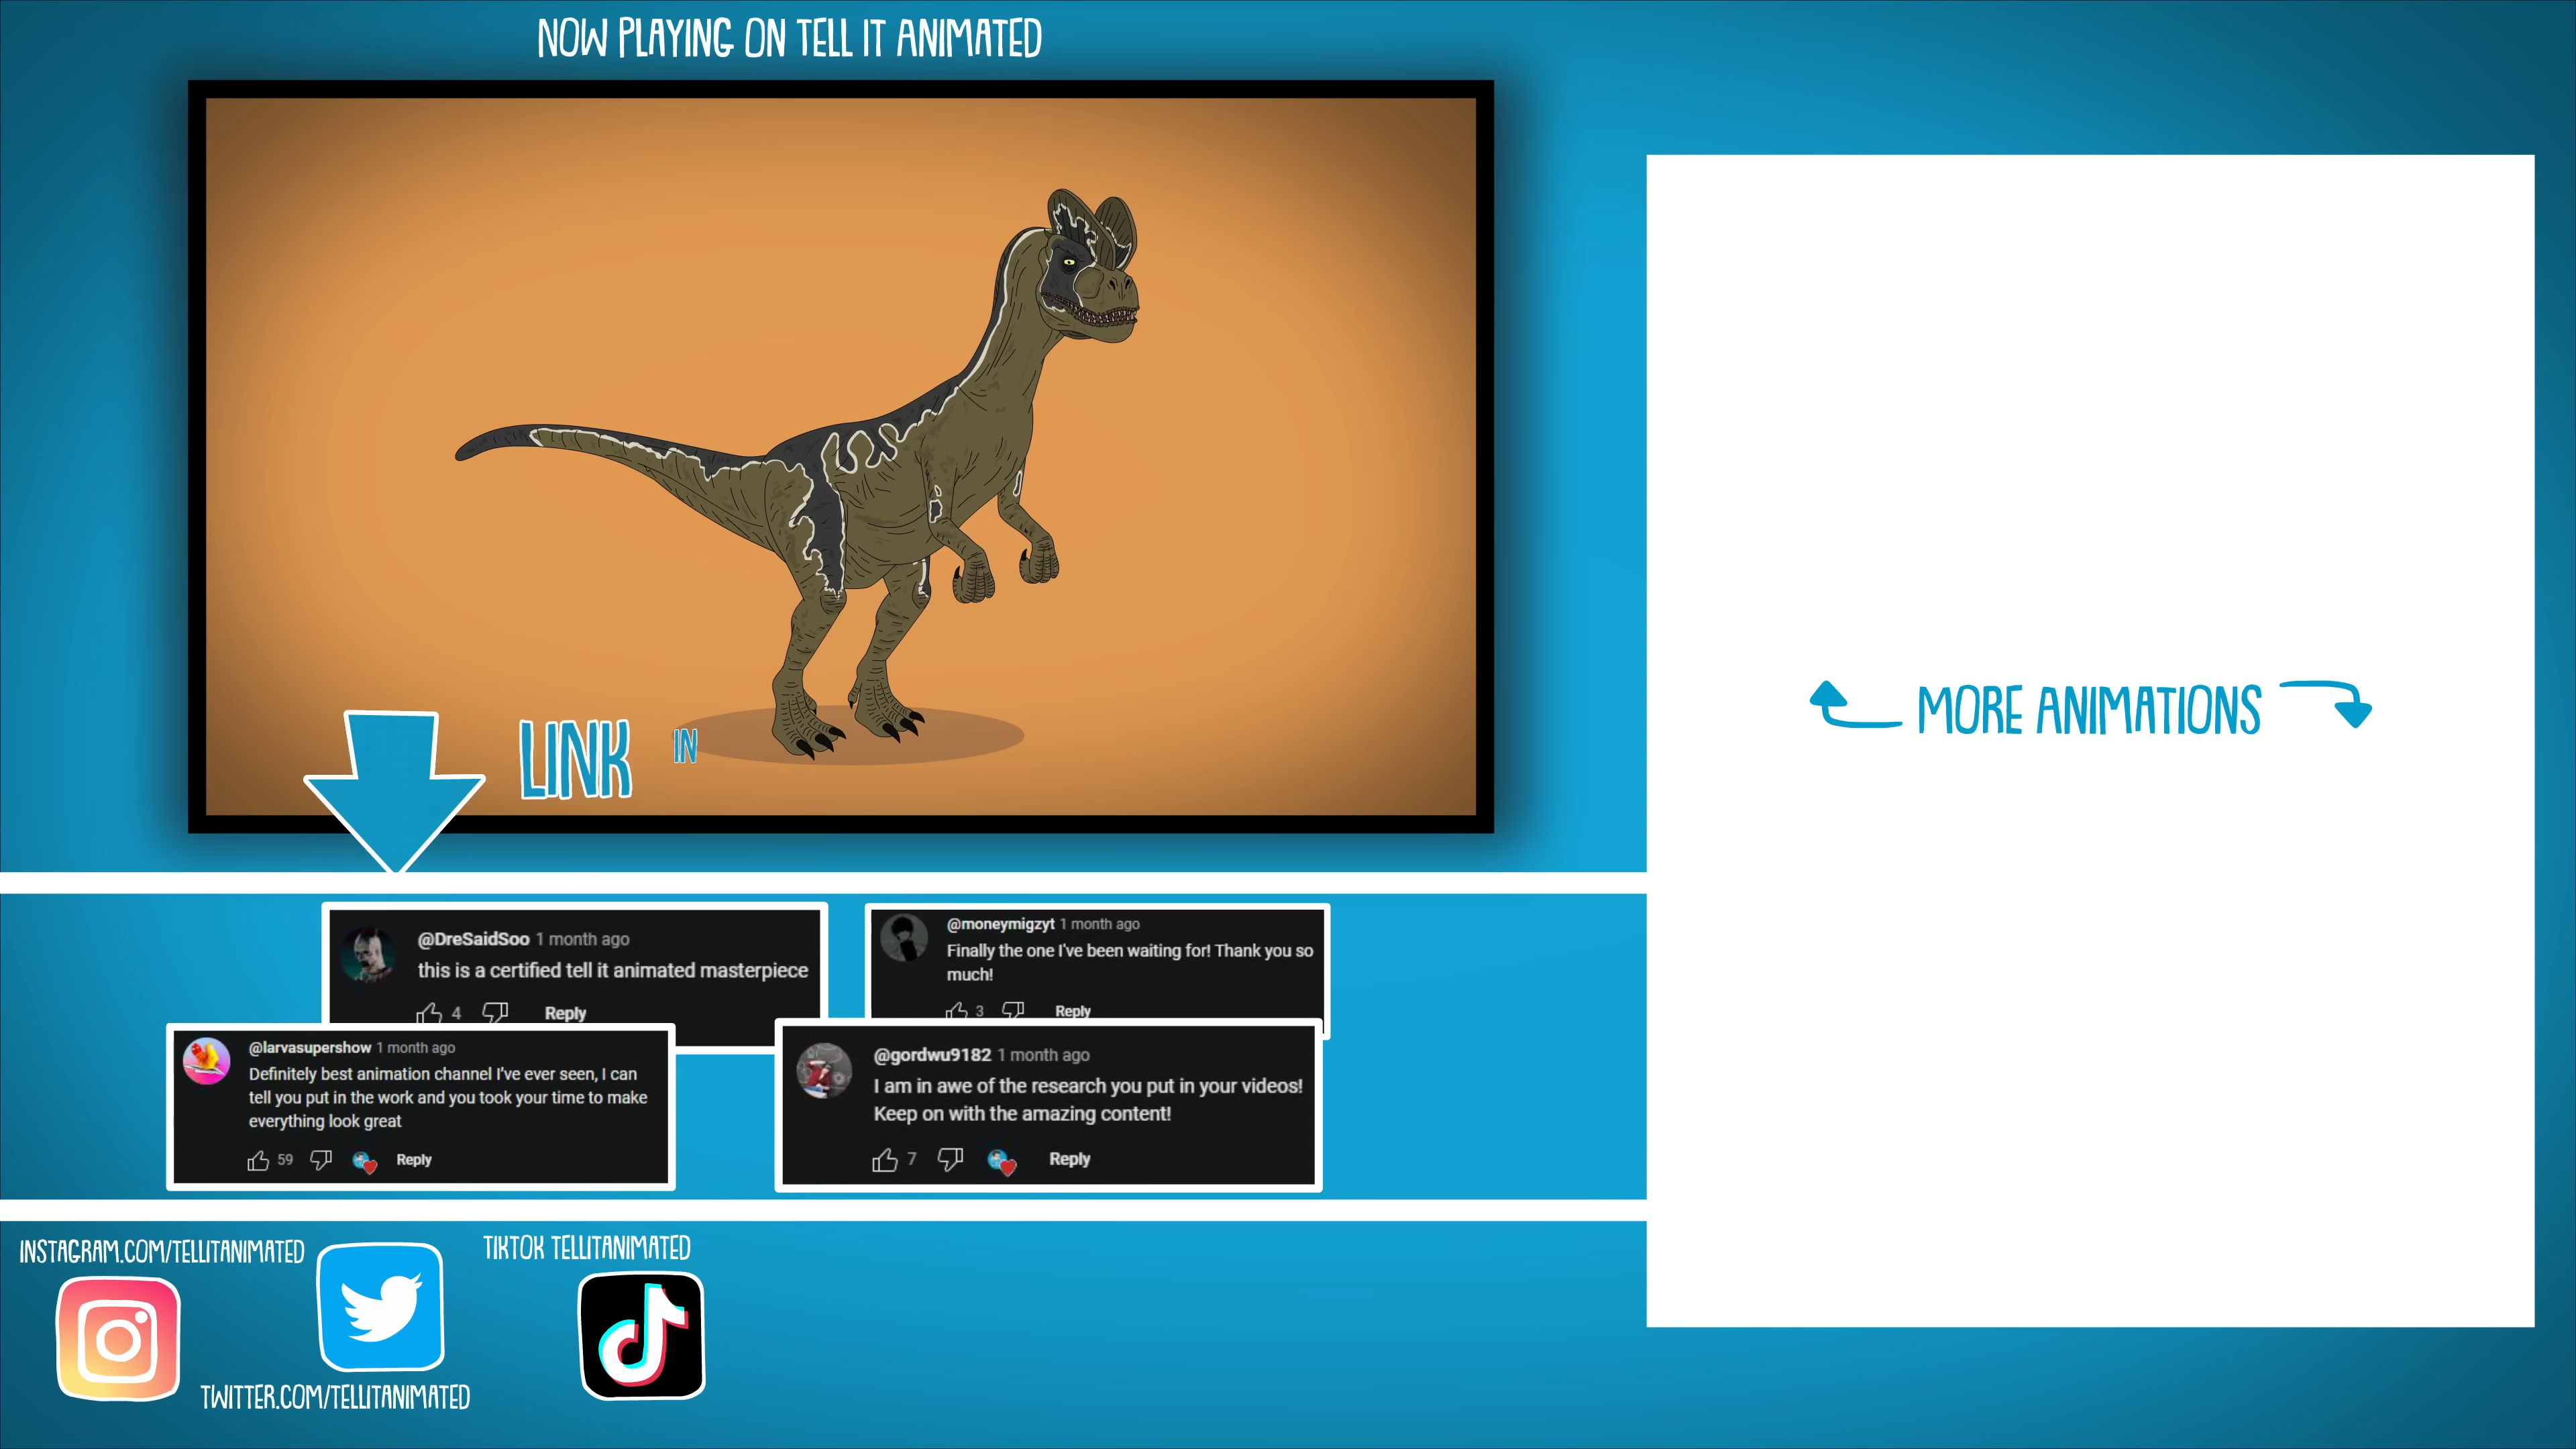 NOW PLAYING ON TELL IT ANIMATED
LINK IN
MORE ANIMATIONS
@DreSaidSoo 1 month ago
this is a certified tell it animated masterpiece
4 Reply
@moneymigzyt 1 month ago
Finally the one I've been waiting for! Thank you so
much!
3 Reply
@larvasupershow 1 month ago
Definitely best animation channel I've ever seen, I can
tell you put in the work and you took your time to make
everything look great
59 Reply
@gordwu9182 1 month ago
I am in awe of the research you put in your videos!
Keep on with the amazing content!
7 Reply
INSTAGRAM.COM/TELLITANIMATED
TIKTOK TELLITANIMATED
TWITTER.COM/TELLITANIMATED